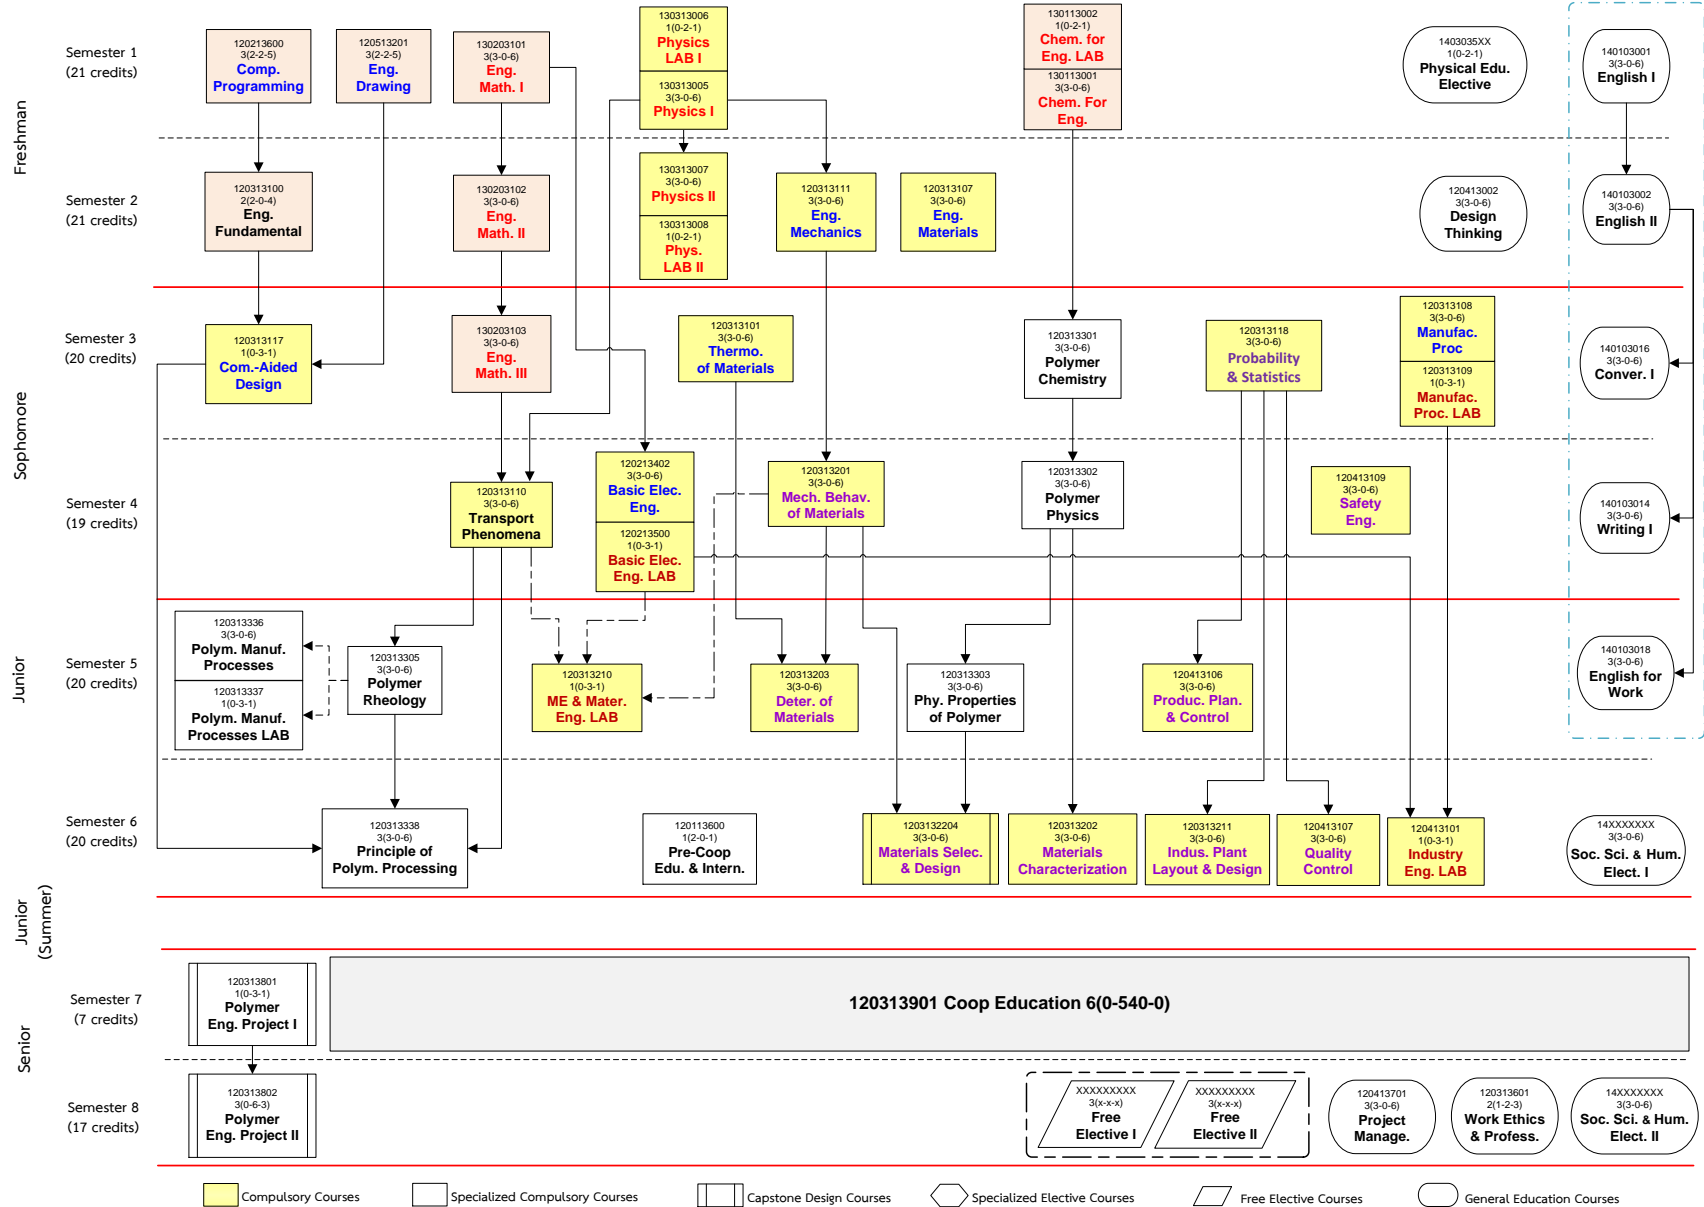 Freshman
Semester 1
(21 credits)
120213600
3(2-2-5)
Comp.
Programming
120513201
3(2-2-5)
Eng.
Drawing
130203101
3(3-0-6)
Eng.
Math. I
130313006
1(0-2-1)
Physics
LAB I
130313005
3(3-0-6)
Physics I
130113002
1(0-2-1)
Chem. for
Eng. LAB
130113001
3(3-0-6)
Chem. For
Eng.
1403035XX
1(0-2-1)
Physical Edu.
Elective
140103001
3(3-0-6)
English I
Semester 2
(21 credits)
120313100
2(2-0-4)
Eng.
Fundamental
130203102
3(3-0-6)
Eng.
Math. II
130313007
3(3-0-6)
Physics II
130313008
1(0-2-1)
Phys.
LAB II
120313111
3(3-0-6)
Eng.
Mechanics
120313107
3(3-0-6)
Eng.
Materials
120413002
3(3-0-6)
Design
Thinking
140103002
3(3-0-6)
English II
Sophomore
Semester 3
(20 credits)
120313117
1(0-3-1)
Com.-Aided
Design
130203103
3(3-0-6)
Eng.
Math. III
120313101
3(3-0-6)
Thermo.
of Materials
120313301
3(3-0-6)
Polymer
Chemistry
120313118
3(3-0-6)
Probability
& Statistics
120313108
3(3-0-6)
Manufac.
Proc
120313109
1(0-3-1)
Manufac.
Proc. LAB
140103016
3(3-0-6)
Conver. I
Semester 4
(19 credits)
120313110
3(3-0-6)
Transport
Phenomena
120213402
3(3-0-6)
Basic Elec.
Eng.
120213500
1(0-3-1)
Basic Elec.
Eng. LAB
120313201
3(3-0-6)
Mech. Behav.
of Materials
120313302
3(3-0-6)
Polymer
Physics
120413109
3(3-0-6)
Safety
Eng.
140103014
3(3-0-6)
Writing I
Junior
Semester 5
(20 credits)
120313336
3(3-0-6)
Polym. Manuf.
Processes
120313337
1(0-3-1)
Polym. Manuf.
Processes LAB
120313305
3(3-0-6)
Polymer
Rheology
120313210
1(0-3-1)
ME & Mater.
Eng. LAB
120313203
3(3-0-6)
Deter. of
Materials
120313303
3(3-0-6)
Phy. Properties
of Polymer
120413106
3(3-0-6)
Produc. Plan.
& Control
140103018
3(3-0-6)
English for
Work
Semester 6
(20 credits)
120313338
3(3-0-6)
Principle of
Polym. Processing
120113600
1(2-0-1)
Pre-Coop
Edu. & Intern.
1203132204
3(3-0-6)
Materials Selec.
& Design
120313202
3(3-0-6)
Materials
Characterization
120313211
3(3-0-6)
Indus. Plant
Layout & Design
120413107
3(3-0-6)
Quality
Control
120413101
1(0-3-1)
Industry
Eng. LAB
14XXXXXXX
3(3-0-6)
Soc. Sci. & Hum.
Elect. I
Junior
(Summer)
Senior
Semester 7
(7 credits)
120313801
1(0-3-1)
Polymer
Eng. Project I
120313901 Coop Education 6(0-540-0)
Semester 8
(17 credits)
120313802
3(0-6-3)
Polymer
Eng. Project II
XXXXXXXXX
3(x-x-x)
Free
Elective I
XXXXXXXXX
3(x-x-x)
Free
Elective II
120413701
3(3-0-6)
Project
Manage.
120313601
2(1-2-3)
Work Ethics
& Profess.
14XXXXXXX
3(3-0-6)
Soc. Sci. & Hum.
Elect. II
Compulsory Courses
Specialized Compulsory Courses
Capstone Design Courses
Specialized Elective Courses
Free Elective Courses
General Education Courses